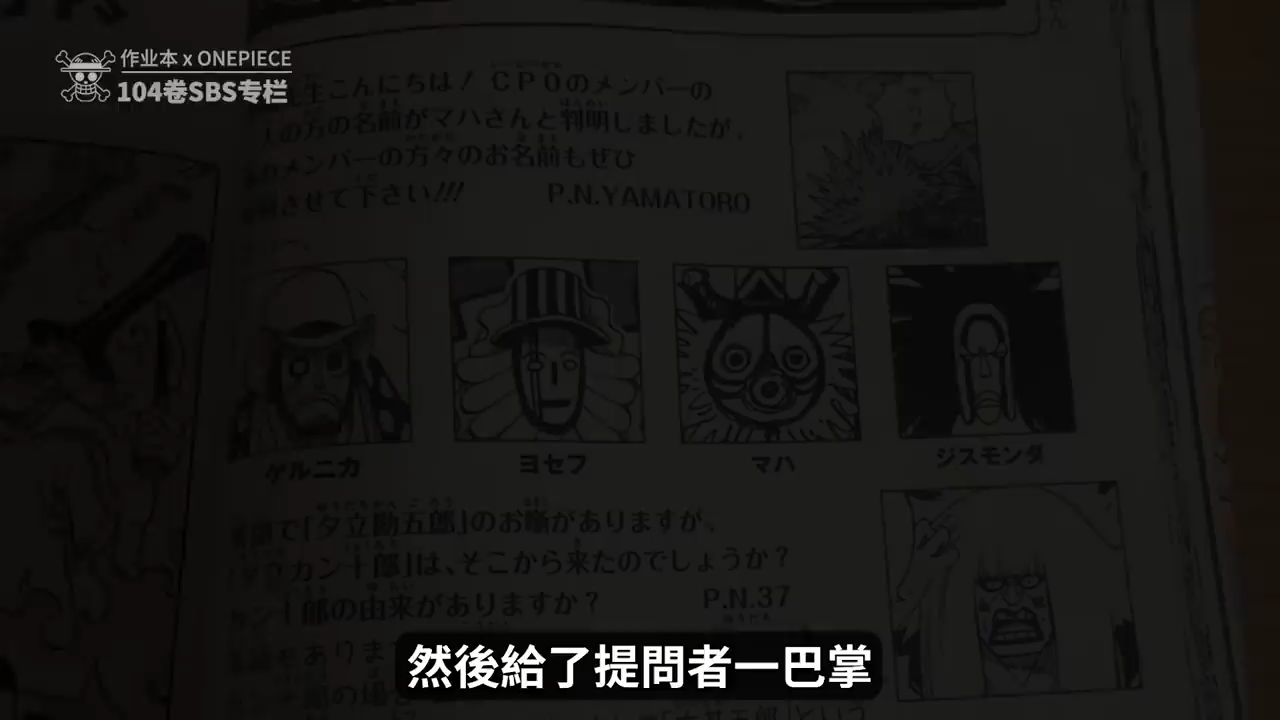 作业本 x ONEPIECE
104卷SBS专栏
生こんにちは! CP0のメンバーの
の方の名前がマハさんと判明しましたが、
メンバーの方々のお名前もぜひ
させて下さい!!!
P.N.YAMATORO
ゲルニカ
ヨセフ
マハ
ジスモンダ
で「夕立勘五郎」のお噺がありますが、
カン十郎」は、そこから来たのでしょうか?
カン十郎の由来がありますか?
P.N.37
ありま
然後給了提問者一巴掌